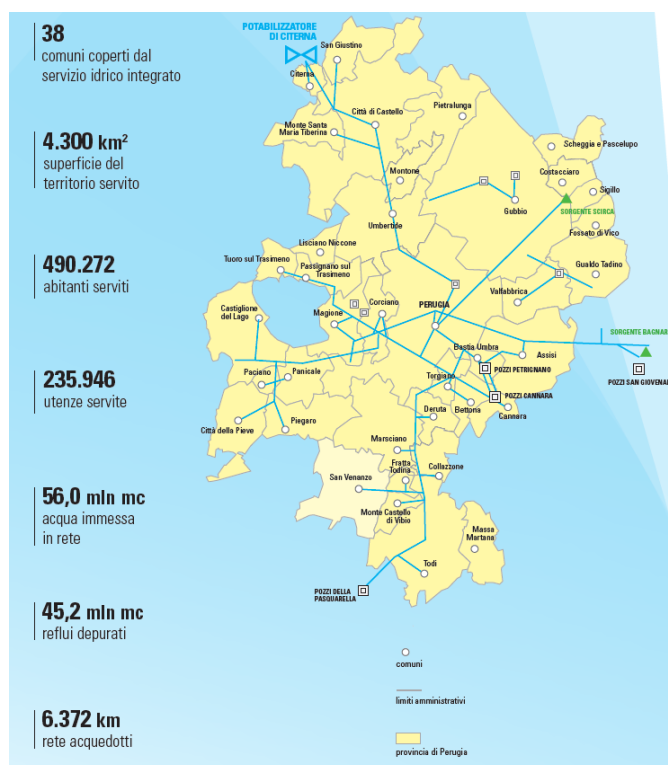 38
comuni coperti dal
servizio idrico integrato
4.300 km²
superficie del
territorio servito
490.272
abitanti serviti
235.946
utenze servite
56,0 mln mc
acqua immessa
in rete
45,2 mln mc
reflui depurati
6.372 km
rete acquedotti
POTABILIZZATORE
DI CITERNA
San Giustino
Citerna
Città di Castello
Pietralunga
Monte Santa
Maria Tiberina
Scheggia e Pascelupo
Montone
Costacciaro
Sigillo
Gubbio
SORGENTE SCIRCA
Umbertide
Fossato di Vico
Lisciano Niccone
Tuoro sul Trasimeno
Passignano sul
Trasimeno
Gualdo Tadino
Valfabbrica
Castiglione
del Lago
Corciano
PERUGIA
Magione
SORGENTE BAGNAR
Bastia Umbra
Assisi
POZZI PETRIGNANO
POZZI SAN GIOVENA
Paciano
Panicale
Torgiano
POZZI CANNARA
Deruta
Bettona
Cannara
Città della Pieve
Piegaro
Marsciano
Fratta
Todina
Collazzone
San Venanzo
Monte Castello
di Vibio
Massa
Martana
Todi
POZZI DELLA
PASQUARELLA
comuni
limiti amministrativi
provincia di Perugia